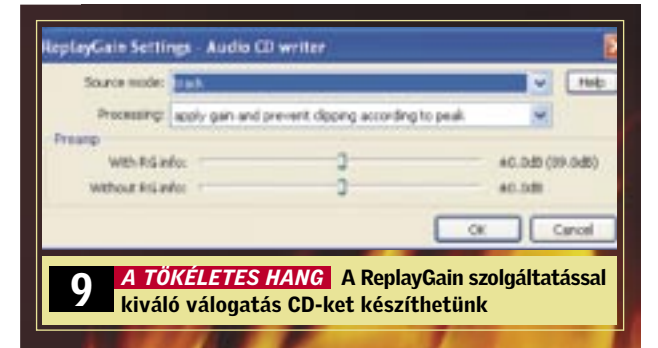 ReplayGain Settings - Audio CD writer
Source mode: track Help
Processing: apply gain and prevent clipping according to peak
Preamp
With RG info: +0.0dB (89.0dB)
Without RG info: +0.0dB
OK Cancel
9 A TÖKÉLETES HANG A ReplayGain szolgáltatással
kiváló válogatás CD-ket készíthetünk